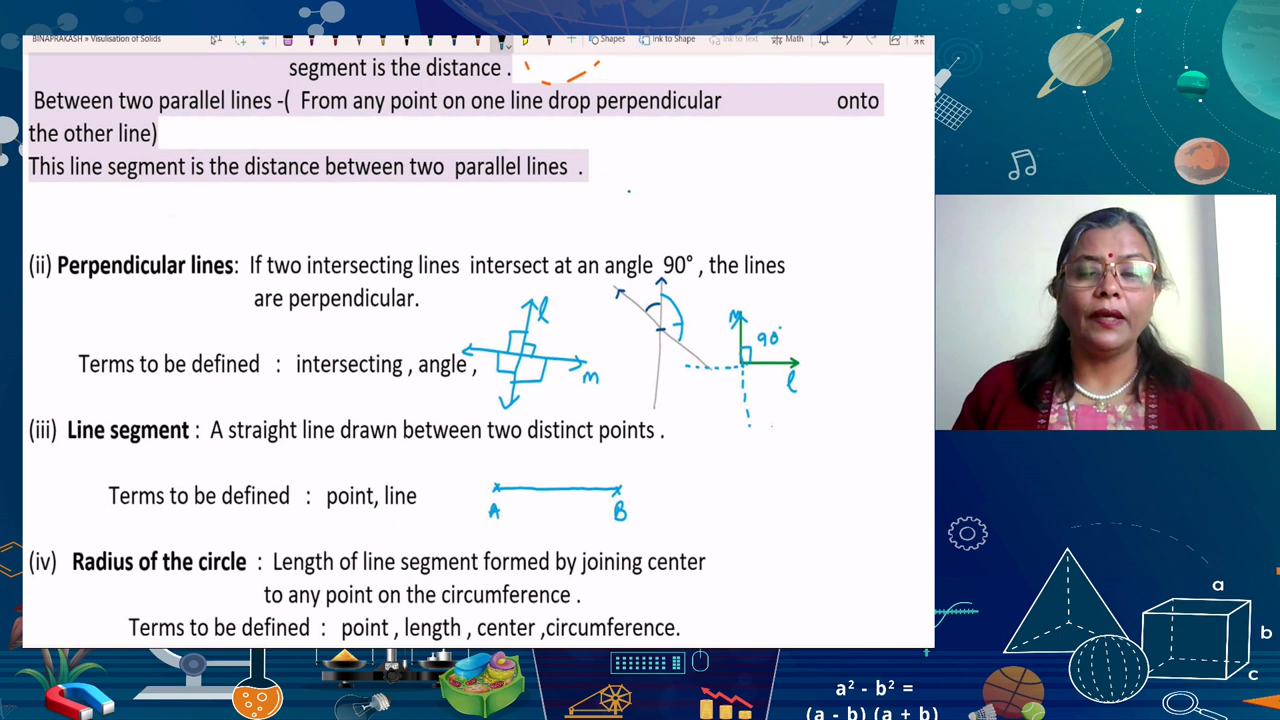 BINAPRAKASH » Visulisation of Solids
Shapes Ink to Shape Ink to Text Math
segment is the distance .
Between two parallel lines -( From any point on one line drop perpendicular onto
the other line)
This line segment is the distance between two parallel lines .
(ii) Perpendicular lines: If two intersecting lines intersect at an angle 90° , the lines
are perpendicular.
l
90°
Terms to be defined : intersecting , angle ,
m
l
(iii) Line segment : A straight line drawn between two distinct points .
Terms to be defined : point, line
A B
(iv) Radius of the circle : Length of line segment formed by joining center
to any point on the circumference .
Terms to be defined : point , length , center ,circumference.
a
b
c
a² - b² =
(a - b) (a + b)